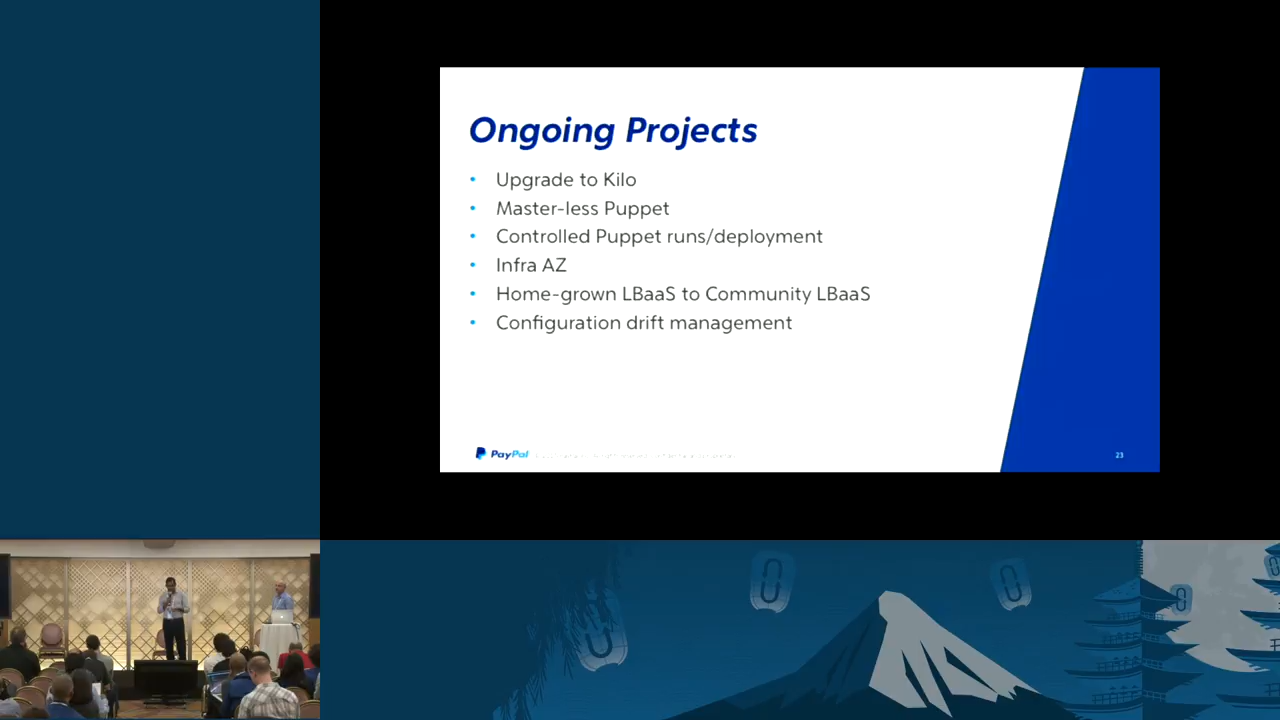 Ongoing Projects
• Upgrade to Kilo
• Master-less Puppet
• Controlled Puppet runs/deployment
• Infra AZ
• Home-grown LBaaS to Community LBaaS
• Configuration drift management
PayPal
23